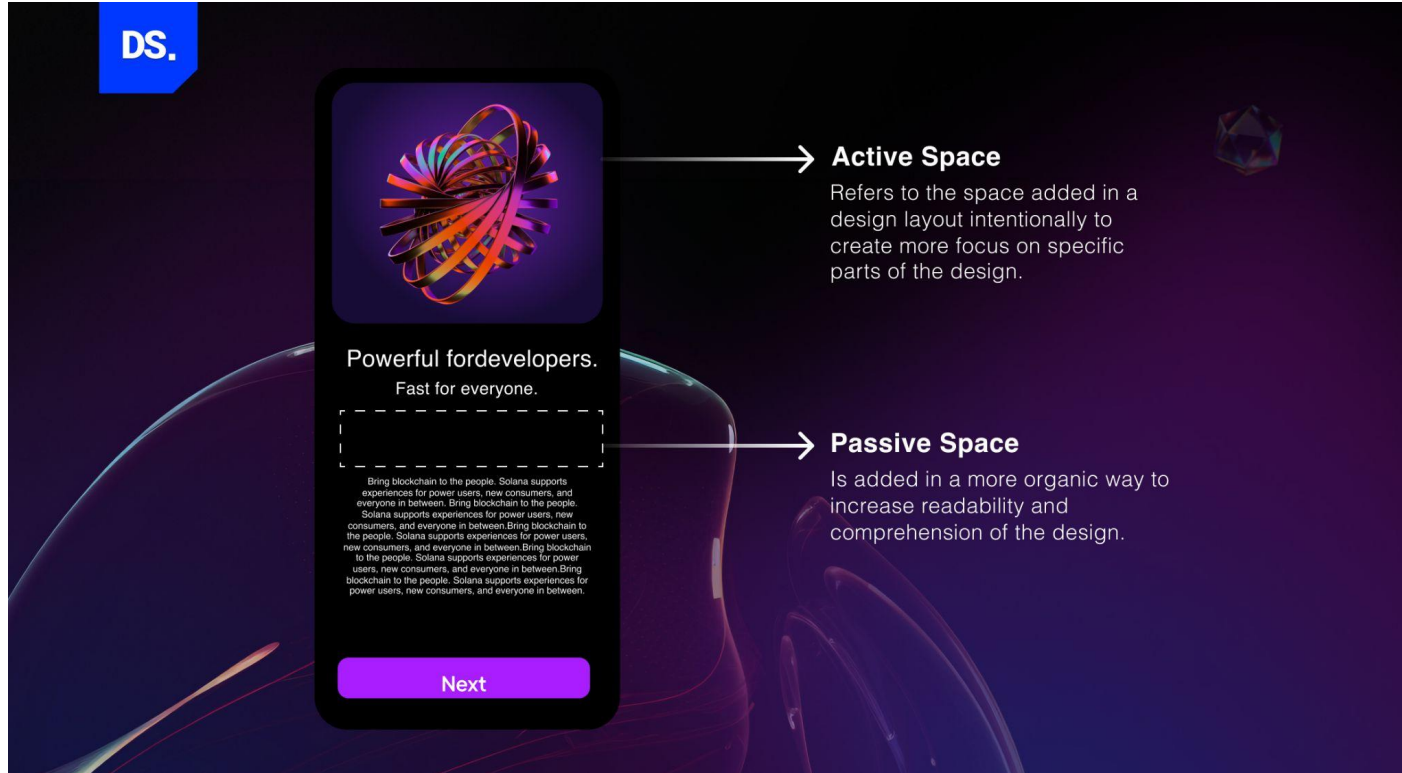 DS.
Powerful fordevelopers.
Fast for everyone.
Bring blockchain to the people. Solana supports
experiences for power users, new consumers, and
everyone in between. Bring blockchain to the people.
Solana supports experiences for power users, new
consumers, and everyone in between.Bring blockchain to
the people. Solana supports experiences for power users,
new consumers, and everyone in between.Bring blockchain
to the people. Solana supports experiences for power
users, new consumers, and everyone in between.Bring
blockchain to the people. Solana supports experiences for
power users, new consumers, and everyone in between.
Next
Active Space
Refers to the space added in a
design layout intentionally to
create more focus on specific
parts of the design.
Passive Space
Is added in a more organic way to
increase readability and
comprehension of the design.